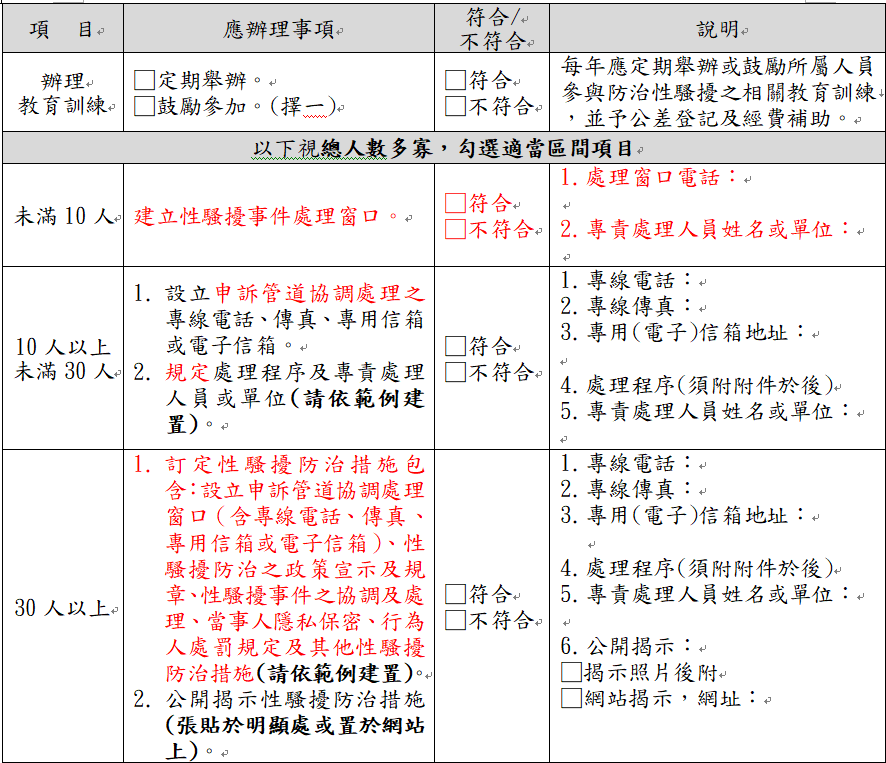 項 目
應辦理事項
符合/
不符合
說明
辦理
教育訓練
□定期舉辦。
□鼓勵參加。(擇一)
□符合
□不符合
每年應定期舉辦或鼓勵所屬人員
參與防治性騷擾之相關教育訓練
，並予公差登記及經費補助。
以下視總人數多寡，勾選適當區間項目
未滿10人
建立性騷擾事件處理窗口。
□符合
□不符合
1.處理窗口電話：
2.專責處理人員姓名或單位：
10人以上
未滿30人
1. 設立申訴管道協調處理之
專線電話、傳真、專用信箱
或電子信箱。
2. 規定處理程序及專責處理
人員或單位(請依範例建
置)。
□符合
□不符合
1.專線電話：
2.專線傳真：
3.專用(電子)信箱地址：
4.處理程序(須附附件於後)
5.專責處理人員姓名或單位：
30人以上
1. 訂定性騷擾防治措施包
含:設立申訴管道協調處理
窗口(含專線電話、傳真、
專用信箱或電子信箱)、性
騷擾防治之政策宣示及規
章、性騷擾事件之協調及處
理、當事人隱私保密、行為
人處罰規定及其他性騷擾
防治措施(請依範例建置)。
2. 公開揭示性騷擾防治措施
(張貼於明顯處或置於網站
上)。
□符合
□不符合
1.專線電話：
2.專線傳真：
3.專用(電子)信箱地址：
4.處理程序(須附附件於後)
5.專責處理人員姓名或單位：
6.公開揭示：
□揭示照片後附
□網站揭示，網址：